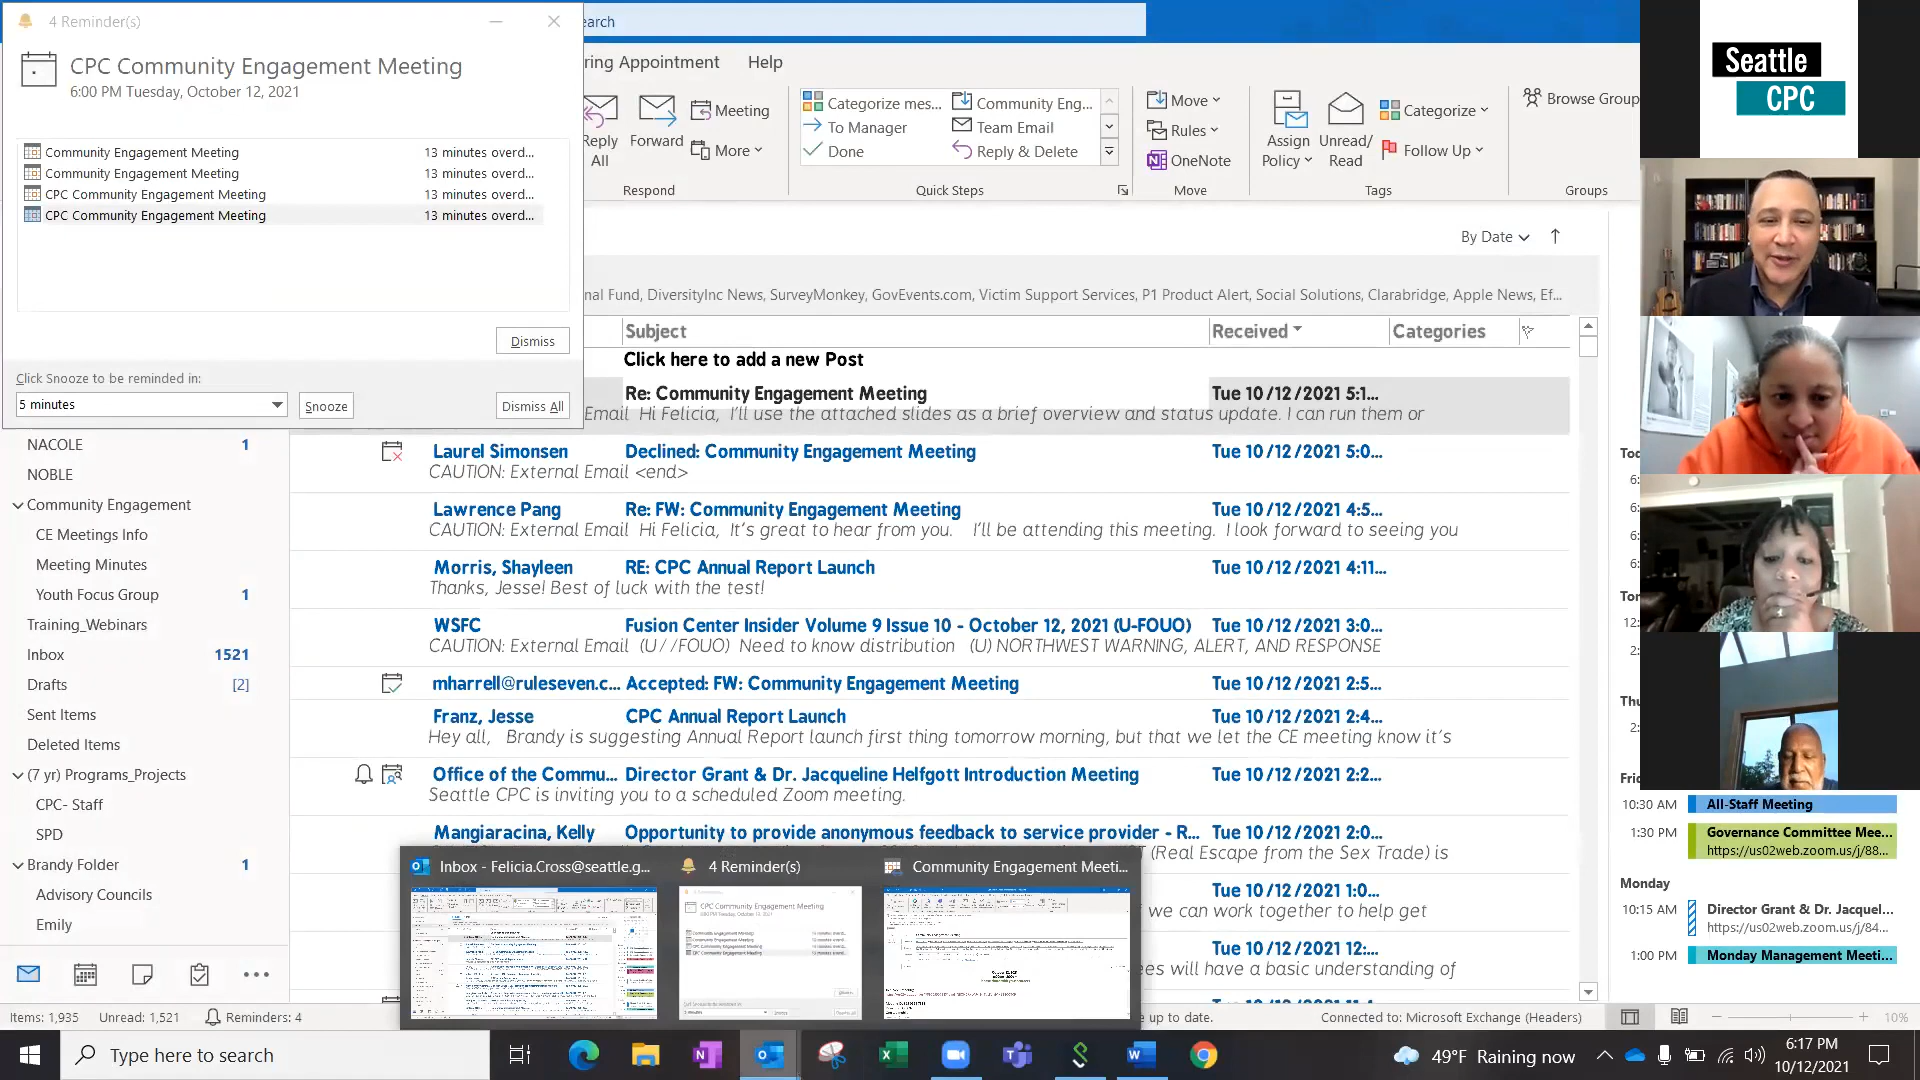 4 Reminder(s)
earch
CPC Community Engagement Meeting
6:00 PM Tuesday, October 12, 2021
Community Engagement Meeting 13 minutes overd...
Community Engagement Meeting 13 minutes overd...
CPC Community Engagement Meeting 13 minutes overd...
CPC Community Engagement Meeting 13 minutes overd...
Dismiss
Click Snooze to be reminded in:
5 minutes
Snooze
Dismiss All
ring Appointment Help
eply All
Forward
Meeting
More
Respond
Categorize mes...
To Manager
Done
Community Eng...
Team Email
Reply & Delete
Quick Steps
Move
Rules
OneNote
Move
Assign Policy
Unread/ Read
Categorize
Follow Up
Tags
Browse Group
Groups
Seattle
CPC
By Date
nal Fund, DiversityInc News, SurveyMonkey, GovEvents.com, Victim Support Services, P1 Product Alert, Social Solutions, Clarabridge, Apple News, Ef...
Subject Received Categories
Click here to add a new Post
Re: Community Engagement Meeting Tue 10/12/2021 5:1...
Email Hi Felicia, I'll use the attached slides as a brief overview and status update. I can run them or
Laurel Simonsen Declined: Community Engagement Meeting Tue 10/12/2021 5:0...
CAUTION: External Email <end>
Lawrence Pang Re: FW: Community Engagement Meeting Tue 10/12/2021 4:5...
CAUTION: External Email Hi Felicia, It's great to hear from you. I'll be attending this meeting. I look forward to seeing you
Morris, Shayleen RE: CPC Annual Report Launch Tue 10/12/2021 4:11...
Thanks, Jesse! Best of luck with the test!
WSFC Fusion Center Insider Volume 9 Issue 10 - October 12, 2021 (U-FOUO) Tue 10/12/2021 3:0...
CAUTION: External Email (U//FOUO) Need to know distribution (U) NORTHWEST WARNING, ALERT, AND RESPONSE
mharrell@ruleseven.c... Accepted: FW: Community Engagement Meeting Tue 10/12/2021 2:5...
Franz, Jesse CPC Annual Report Launch Tue 10/12/2021 2:4...
Hey all, Brandy is suggesting Annual Report launch first thing tomorrow morning, but that we let the CE meeting know it's
Office of the Commu... Director Grant & Dr. Jacqueline Helfgott Introduction Meeting Tue 10/12/2021 2:2...
Seattle CPC is inviting you to a scheduled Zoom meeting.
Mangiaracina, Kelly Opportunity to provide anonymous feedback to service provider - R... Tue 10/12/2021 2:0...
T (Real Escape from the Sex Trade) is
Tue 10/12/2021 1:0...
we can work together to help get
Tue 10/12/2021 12:...
ees will have a basic understanding of
NACOLE 1
NOBLE
Community Engagement
CE Meetings Info
Meeting Minutes
Youth Focus Group 1
Training_Webinars
Inbox 1521
Drafts [2]
Sent Items
Deleted Items
(7 yr) Programs_Projects
CPC- Staff
SPD
Brandy Folder 1
Advisory Councils
Emily
Inbox - Felicia.Cross@seattle.g...
4 Reminder(s)
Community Engagement Meeti...
CPC Community Engagement Meeting
10:30 AM All-Staff Meeting
1:30 PM Governance Committee Mee...
https://us02web.zoom.us/j/88...
Monday
10:15 AM Director Grant & Dr. Jacquel...
https://us02web.zoom.us/j/84...
1:00 PM Monday Management Meeti...
Items: 1,935 Unread: 1,521 Reminders: 4
e up to date. Connected to: Microsoft Exchange (Headers) 10%
Type here to search
49°F Raining now
6:17 PM
10/12/2021